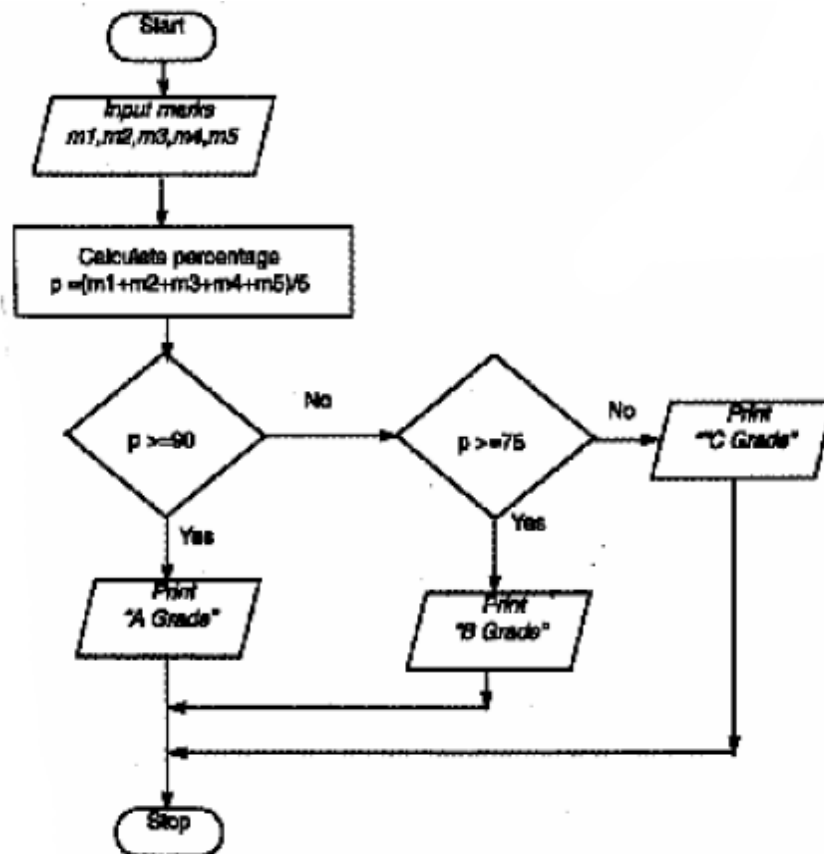 Start
Input marks
m1,m2,m3,m4,m5
Calculate percentage
p =(m1+m2+m3+m4+m5)/5
p >=90
No
p >=75
No
Print
"C Grade"
Yes
Yes
Print
"A Grade"
Print
"B Grade"
Stop